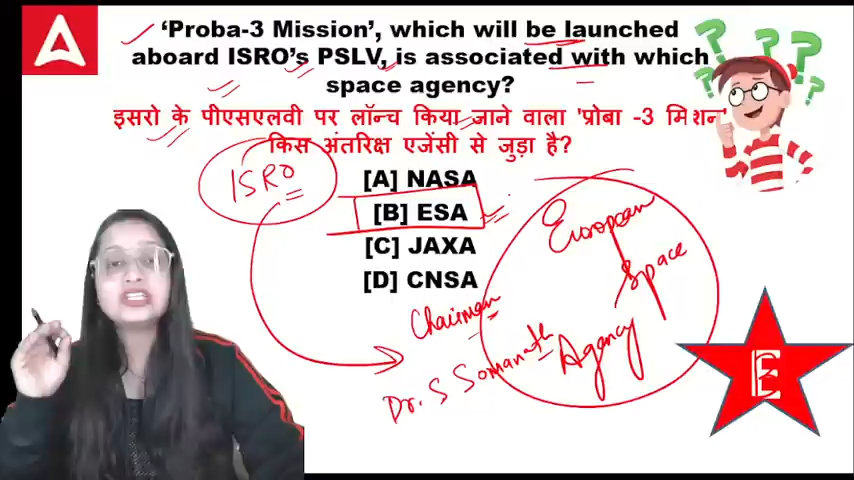 ‘Proba-3 Mission’, which will be launched
aboard ISRO’s PSLV, is associated with which
space agency?
इसरो के पीएसएलवी पर लॉन्च किया जाने वाला 'प्रोबा -3 मिशन'
किस अंतरिक्ष एजेंसी से जुड़ा है?
ISRO
[A] NASA
[B] ESA
[C] JAXA
[D] CNSA
European
Space
Agency
Chairman
Dr. S Somanath
E